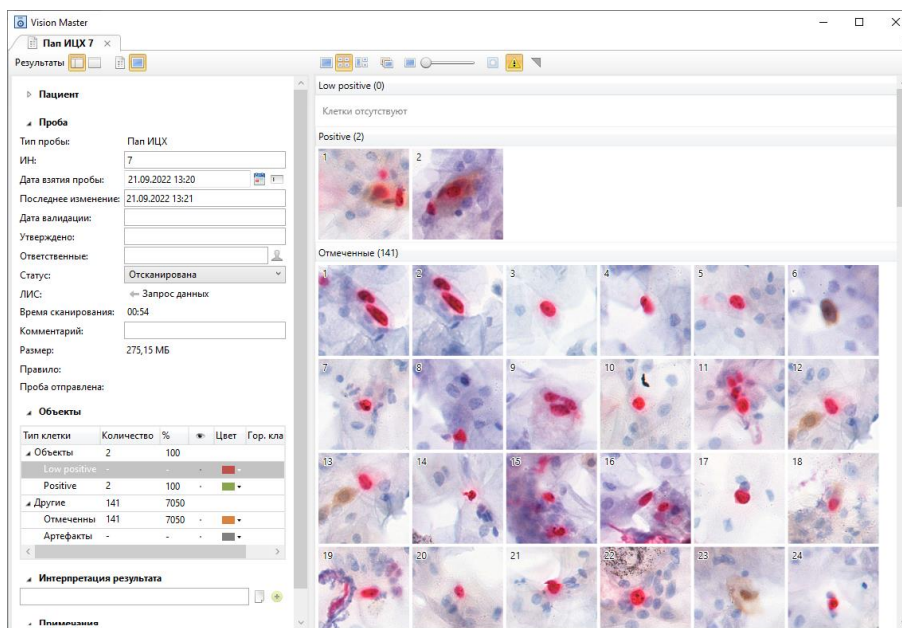 Vision Master
Пап ИЦХ 7
Результаты
Пациент
Проба
Тип пробы: Пап ИЦХ
ИН: 7
Дата взятия пробы: 21.09.2022 13:20
Последнее изменение: 21.09.2022 13:21
Дата валидации:
Утверждено:
Ответственные:
Статус: Отсканирована
ЛИС: Запрос данных
Время сканирования: 00:54
Комментарий:
Размер: 275,15 МБ
Правило:
Проба отправлена:
Объекты
Тип клетки Количество % Цвет Гор. кла
Объекты 2 100
Low positive - - -
Positive 2 100 -
Другие 141 7050
Отмеченны 141 7050 -
Артефакты - - -
Интерпретация результата
Примечания
Low positive (0)
Клетки отсутствуют
Positive (2)
1 2
Отмеченные (141)
1 2 3 4 5 6
7 8 9 10 11 12
13 14 15 16 17 18
19 20 21 22 23 24